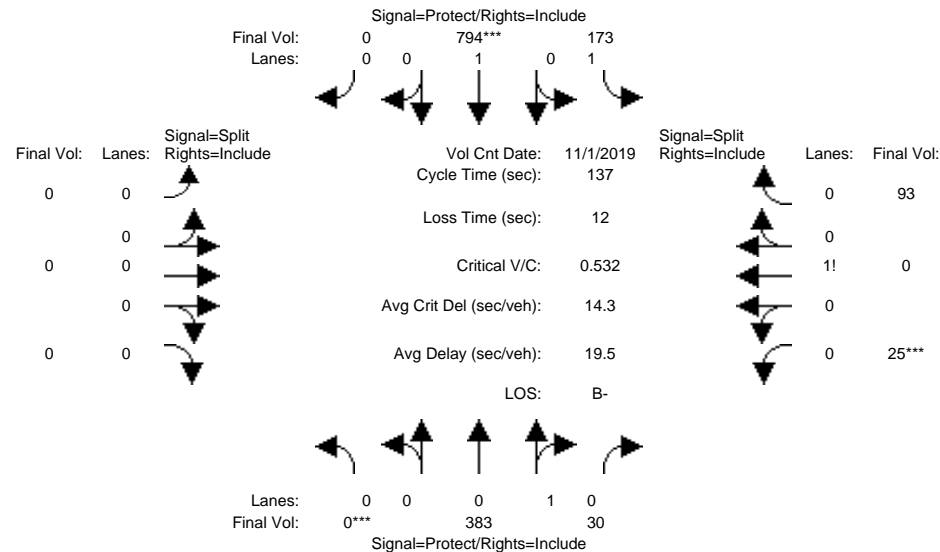 Signal=Protect/Rights=Include
Final Vol: 0 794*** 173
Lanes: 0 0 1 0 1
Signal=Split
Final Vol: Lanes: Rights=Include
Vol Cnt Date: 11/1/2019
Signal=Split
Rights=Include Lanes: Final Vol:
Cycle Time (sec): 137
0 0
0 93
Loss Time (sec): 12
0
0
0 0
Critical V/C: 0.532
1! 0
0
Avg Crit Del (sec/veh): 14.3
0
0 0
Avg Delay (sec/veh): 19.5
0 25***
LOS: B-
Lanes: 0 0 0 1 0
Final Vol: 0*** 383 30
Signal=Protect/Rights=Include